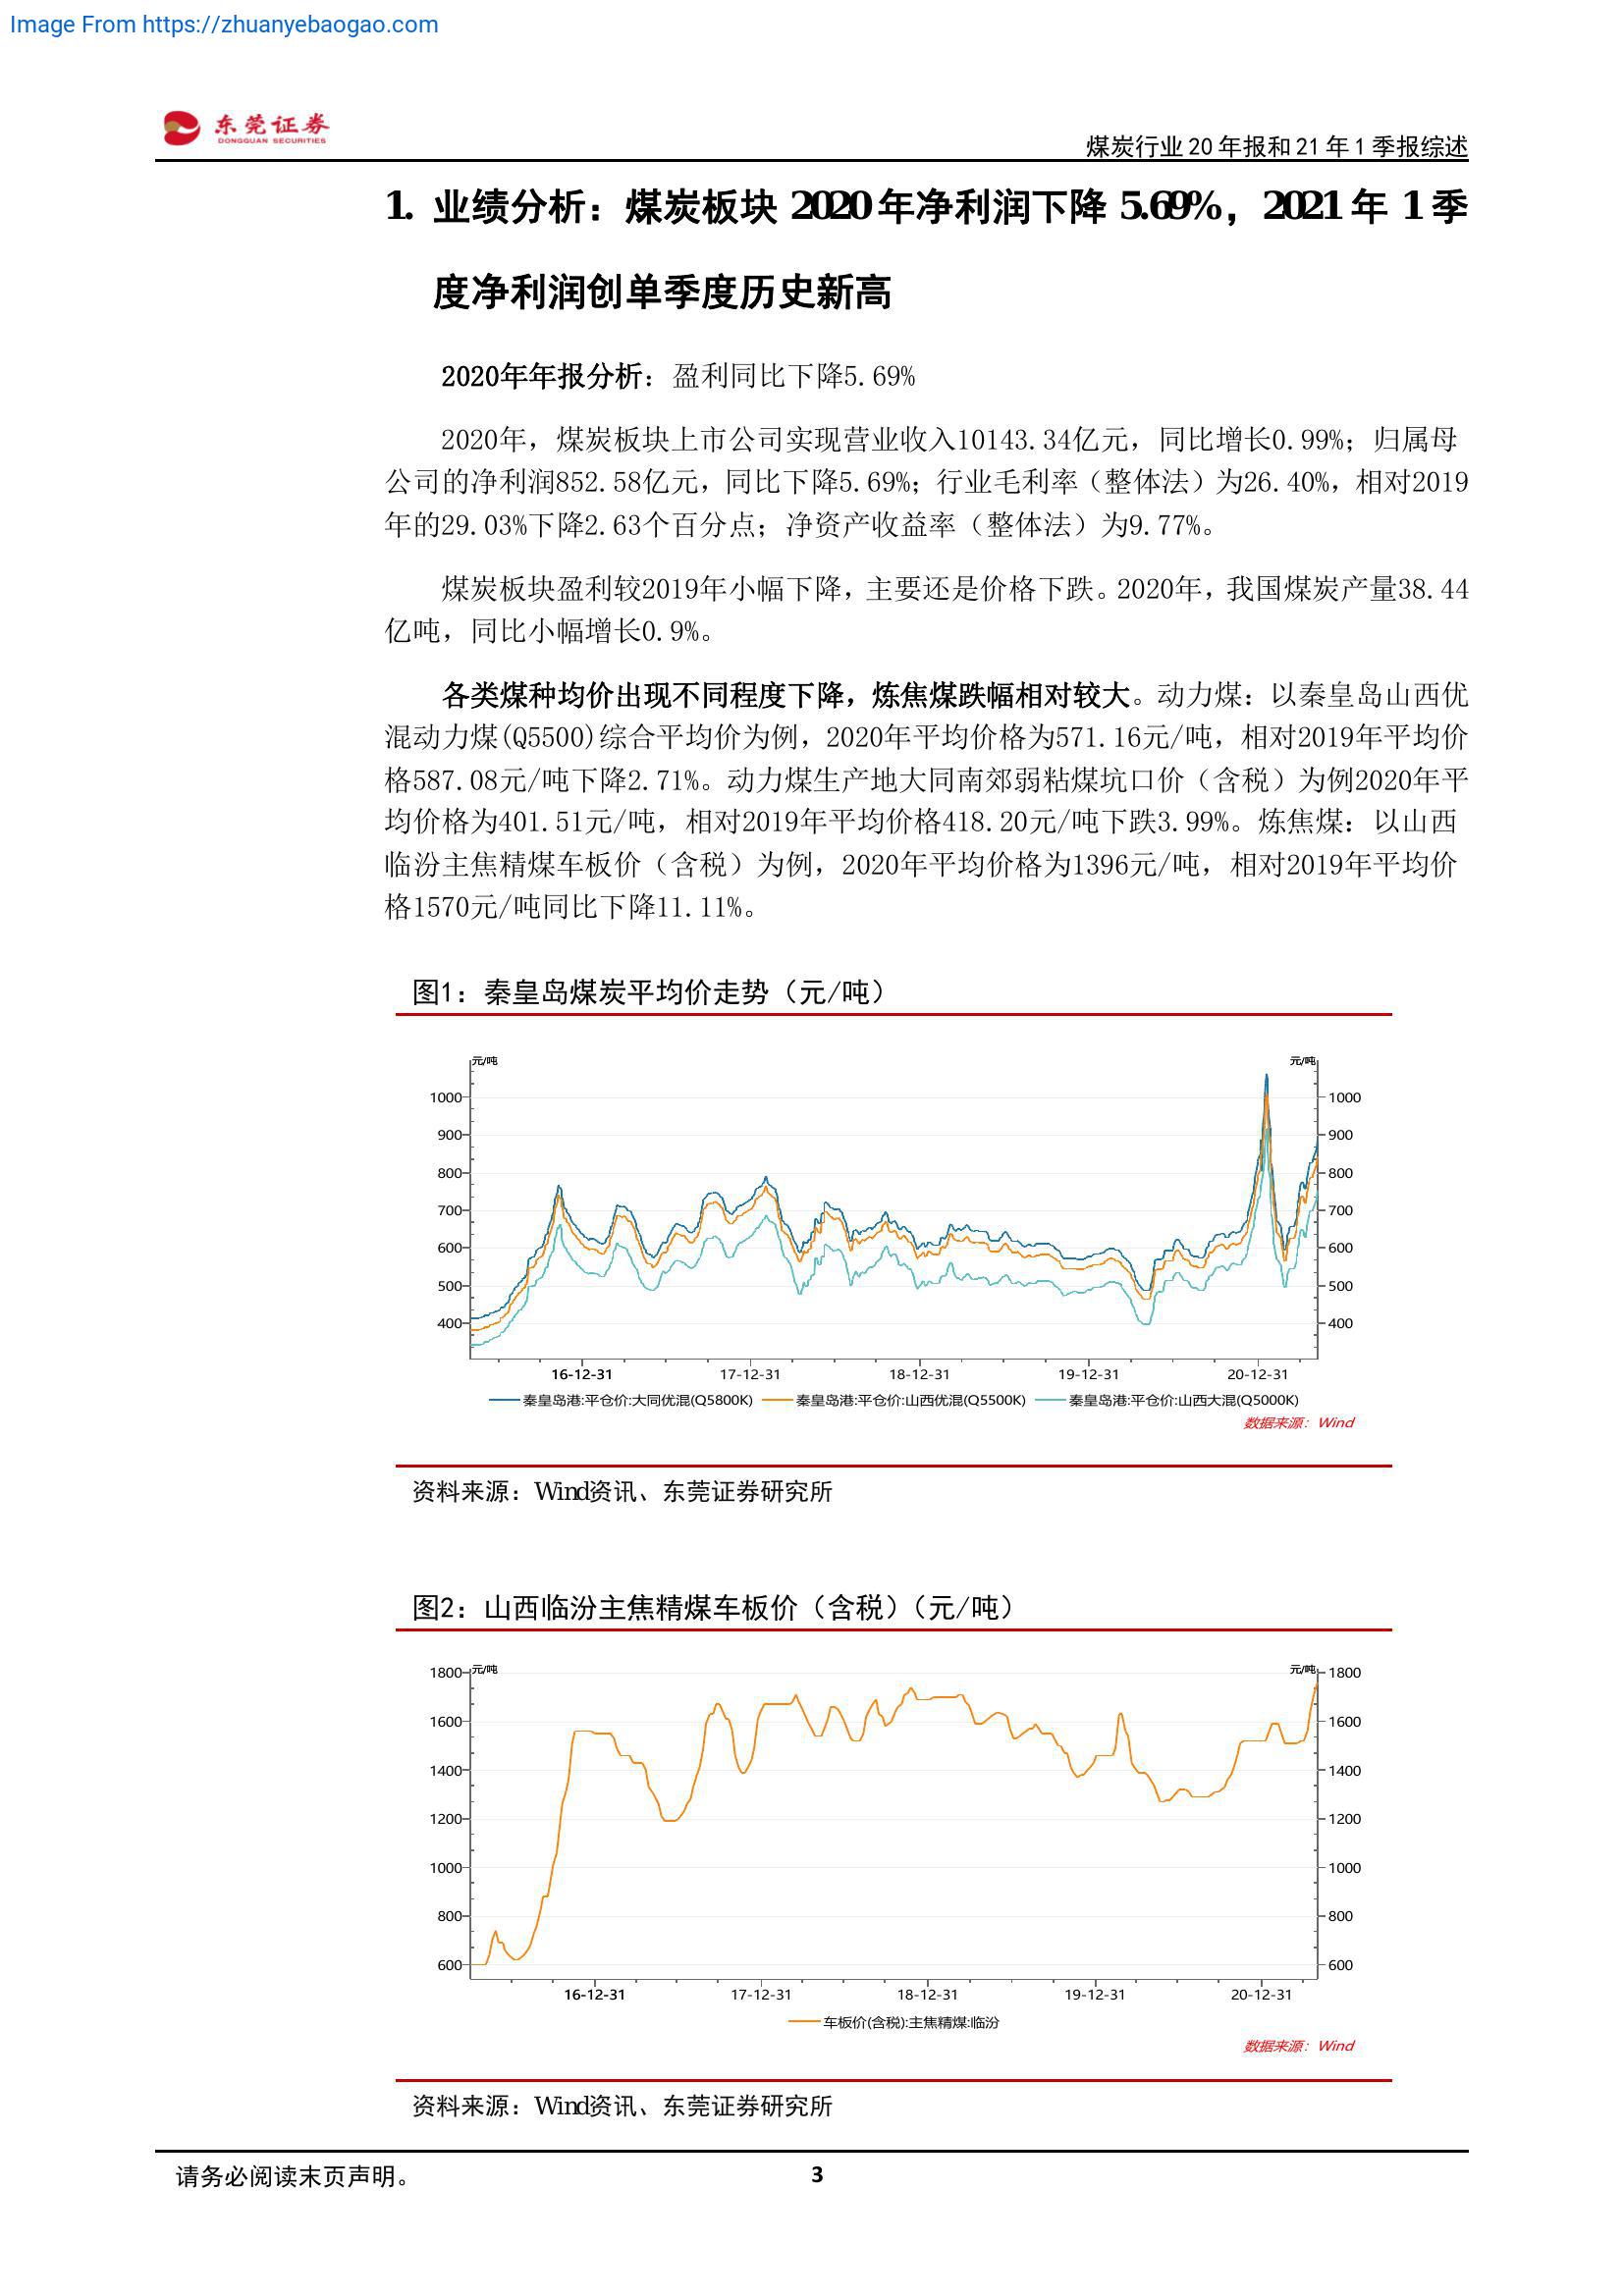 Image From https://zhuanyebaogao.com
东莞证券
DONGGUAN SECURITIES
煤炭行业 20 年报和 21 年 1 季报综述
1. 业绩分析：煤炭板块 2020 年净利润下降 5.69%，2021 年 1 季
度净利润创单季度历史新高
2020年年报分析：盈利同比下降5.69%
2020年，煤炭板块上市公司实现营业收入10143.34亿元，同比增长0.99%；归属母
公司的净利润852.58亿元，同比下降5.69%；行业毛利率（整体法）为26.40%，相对2019
年的29.03%下降2.63个百分点；净资产收益率（整体法）为9.77%。
煤炭板块盈利较2019年小幅下降，主要还是价格下跌。2020年，我国煤炭产量38.44
亿吨，同比小幅增长0.9%。
各类煤种均价出现不同程度下降，炼焦煤跌幅相对较大。动力煤：以秦皇岛山西优
混动力煤(Q5500)综合平均价为例，2020年平均价格为571.16元/吨，相对2019年平均价
格587.08元/吨下降2.71%。动力煤生产地大同南郊弱粘煤坑口价（含税）为例2020年平
均价格为401.51元/吨，相对2019年平均价格418.20元/吨下跌3.99%。炼焦煤：以山西
临汾主焦精煤车板价（含税）为例，2020年平均价格为1396元/吨，相对2019年平均价
格1570元/吨同比下降11.11%。
图1：秦皇岛煤炭平均价走势（元/吨）
元/吨 元/吨
1000 1000
900 900
800 800
700 700
600 600
500 500
400 400
16-12-31 17-12-31 18-12-31 19-12-31 20-12-31
秦皇岛港:平仓价:大同优混(Q5800K) 秦皇岛港:平仓价:山西优混(Q5500K) 秦皇岛港:平仓价:山西大混(Q5000K)
数据来源：Wind
资料来源：Wind资讯、东莞证券研究所
图2：山西临汾主焦精煤车板价（含税）（元/吨）
1800 元/吨 元/吨 1800
1600 1600
1400 1400
1200 1200
1000 1000
800 800
600 600
16-12-31 17-12-31 18-12-31 19-12-31 20-12-31
车板价(含税):主焦精煤:临汾
数据来源：Wind
资料来源：Wind资讯、东莞证券研究所
请务必阅读末页声明。 3